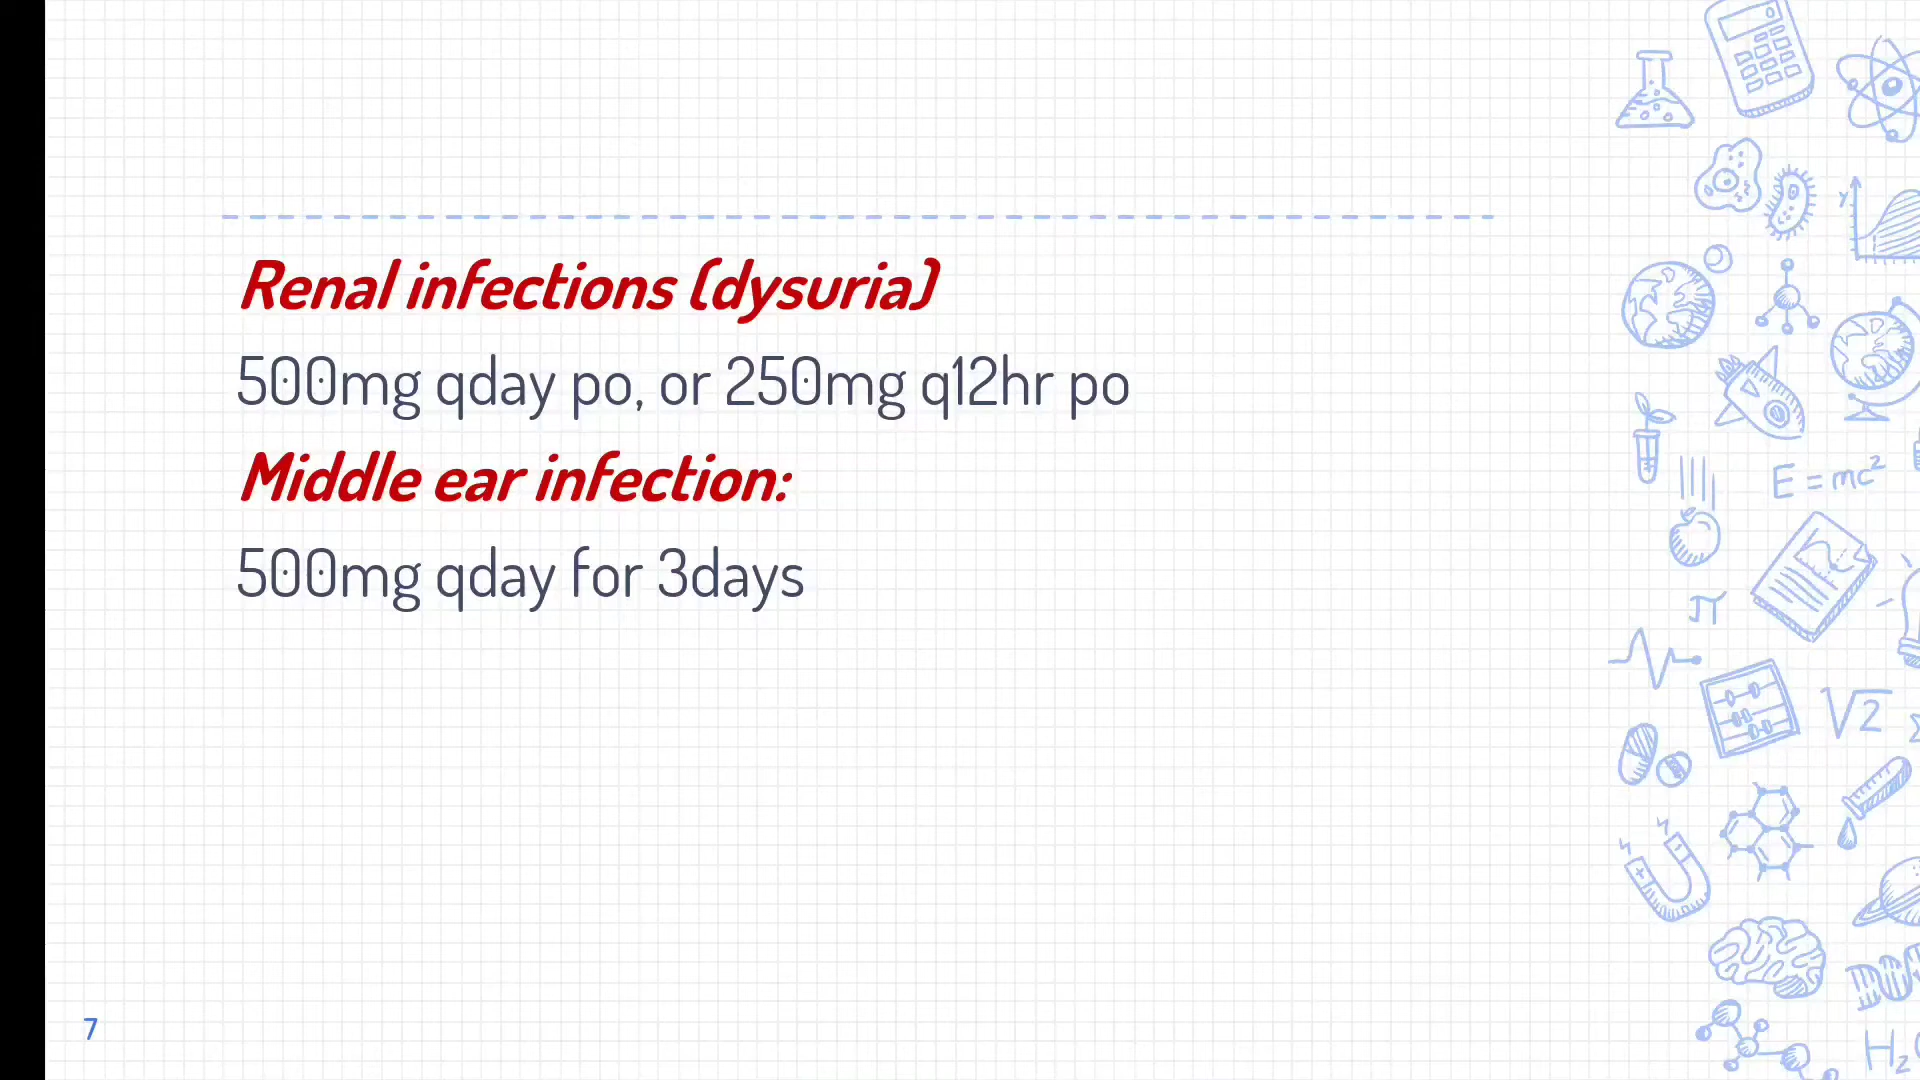 Renal infections (dysuria)
500mg qday po, or 250mg q12hr po
Middle ear infection:
500mg qday for 3days
7
Y
E = mc²
π
√2
H₂